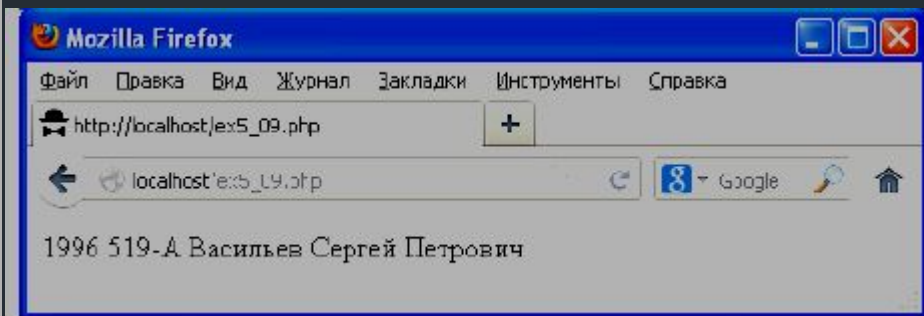 Mozilla Firefox
Файл Правка Вид Журнал Закладки Инструменты Справка
http://localhost/ex5_09.php +
localhost/ex5_09.php Google
1996 519-А Васильев Сергей Петрович